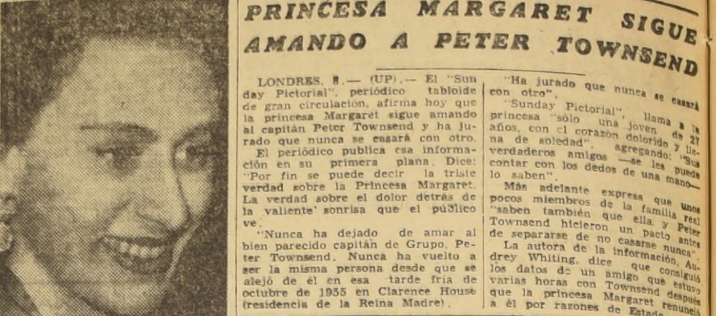 PRINCESA MARGARET SIGUE
AMANDO A PETER TOWNSEND
LONDRES, 8.— (UP).— El "Sun
day Pictorial", periódico tabloide
de gran circulación, afirma hoy que
la princesa Margaret sigue amando
al capitán Peter Townsend y ha ju-
rado que nunca se casará con otro.
El periódico publica esa informa-
ción en su primera plana. Dice:
"Por fin se puede decir la triste
verdad sobre la Princesa Margaret.
La verdad sobre el dolor detrás de
la valiente' sonrisa que el público
ve.
"Nunca ha dejado de amar al
bien parecido capitán de Grupo, Pe-
ter Townsend. Nunca ha vuelto a
ser la misma persona desde que se
alejó de él en esa tarde fría de
octubre de 1955 en Clarence House
(residencia de la Reina Madre).
"Ha jurado que nunca se casará
con otro".
"Sunday Pictorial", llama a la
princesa "sólo una joven de 27
años, con el corazón dolorido y lle-
na de soledad", agregando: "Sus
verdaderos amigos —se les puede
contar con los dedos de una mano—
lo saben".
Más adelante expresa que unos
pocos miembros de la familia real
"saben también que ella y Peter
Townsend hicieron un pacto antes
de separarse de no casarse nunca".
La autora de la información, Au-
drey Whiting, dice que consiguió
los datos de un amigo que estuvo
varias horas con Townsend después
que la princesa Margaret renunció
a él por razones de Estado